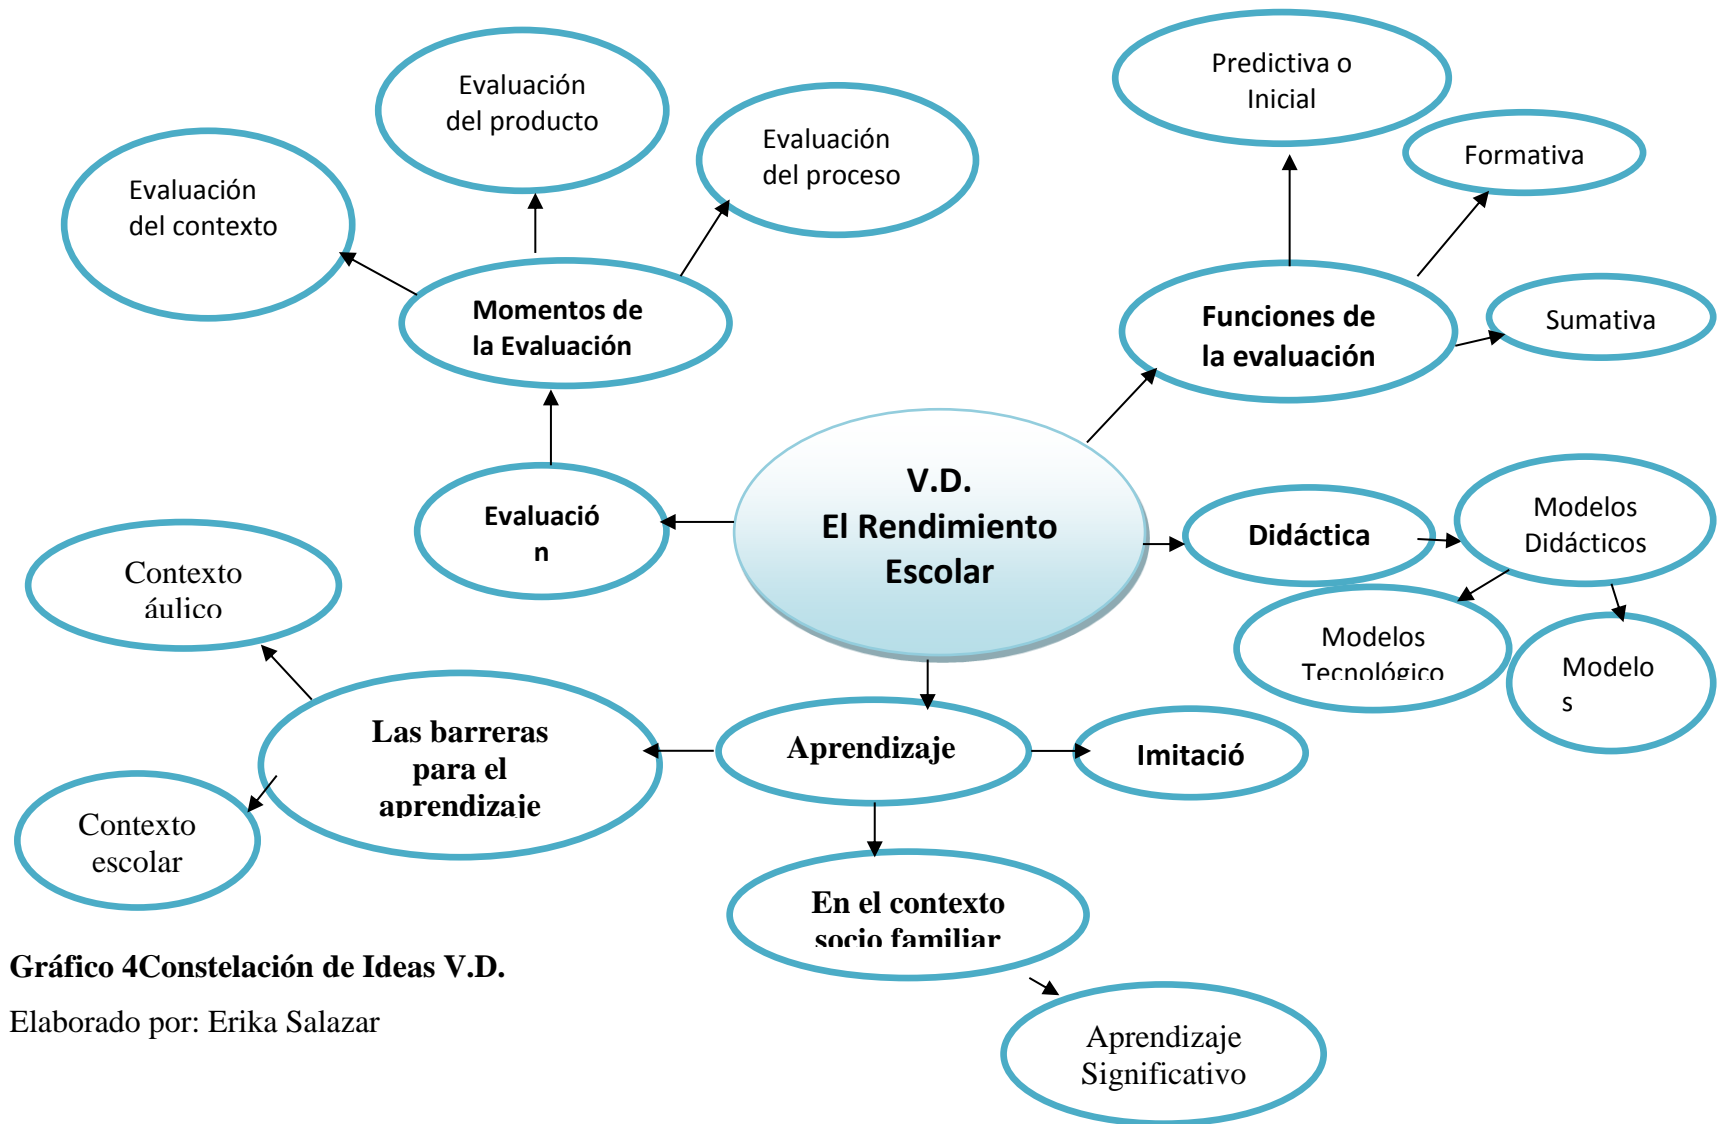 Evaluación
del producto
Evaluación
del proceso
Evaluación
del contexto
Momentos de
la Evaluación
Predictiva o
Inicial
Formativa
Funciones de
la evaluación
Sumativa
V.D.
El Rendimiento
Escolar
Evaluació
n
Didáctica
Modelos
Didácticos
Modelos
Tecnológico
Modelo
s
Contexto
áulico
Las barreras
para el
aprendizaje
Aprendizaje
Imitació
Contexto
escolar
En el contexto
socio familiar
Aprendizaje
Significativo
Gráfico 4Constelación de Ideas V.D.
Elaborado por: Erika Salazar